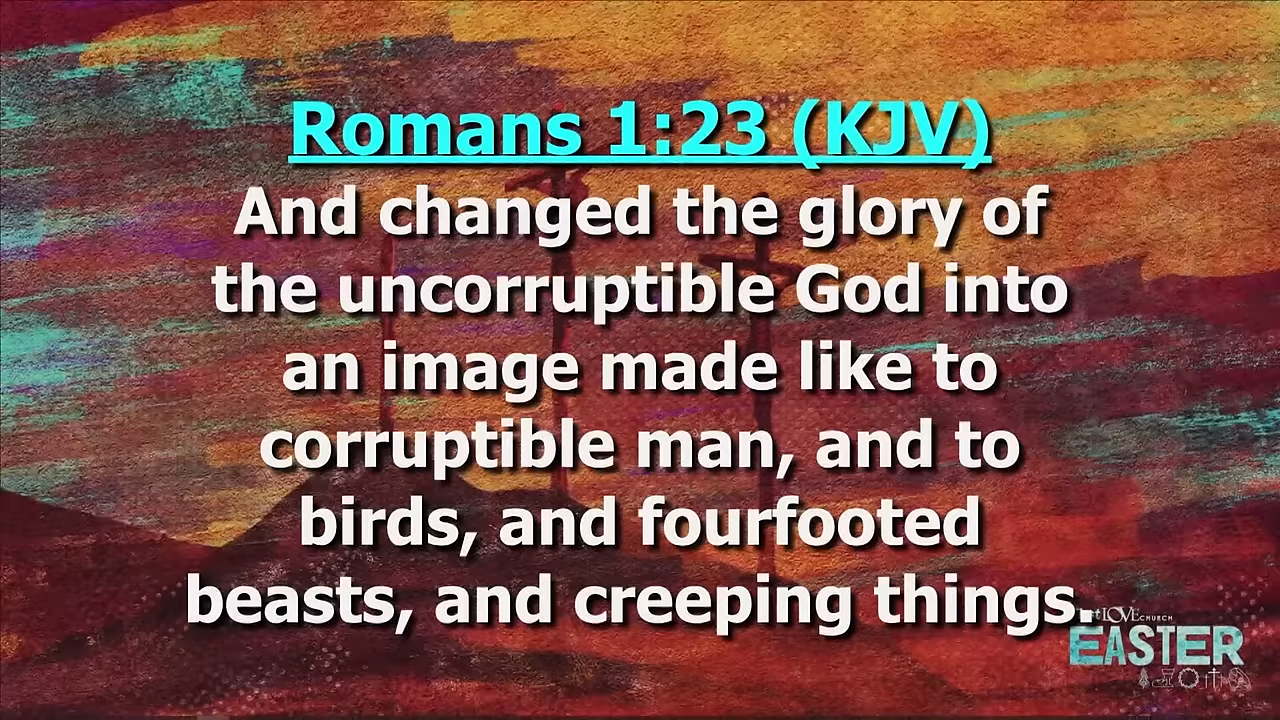 Romans 1:23 (KJV)
And changed the glory of
the uncorruptible God into
an image made like to
corruptible man, and to
birds, and fourfooted
beasts, and creeping things.
LOVE CHURCH
EASTER